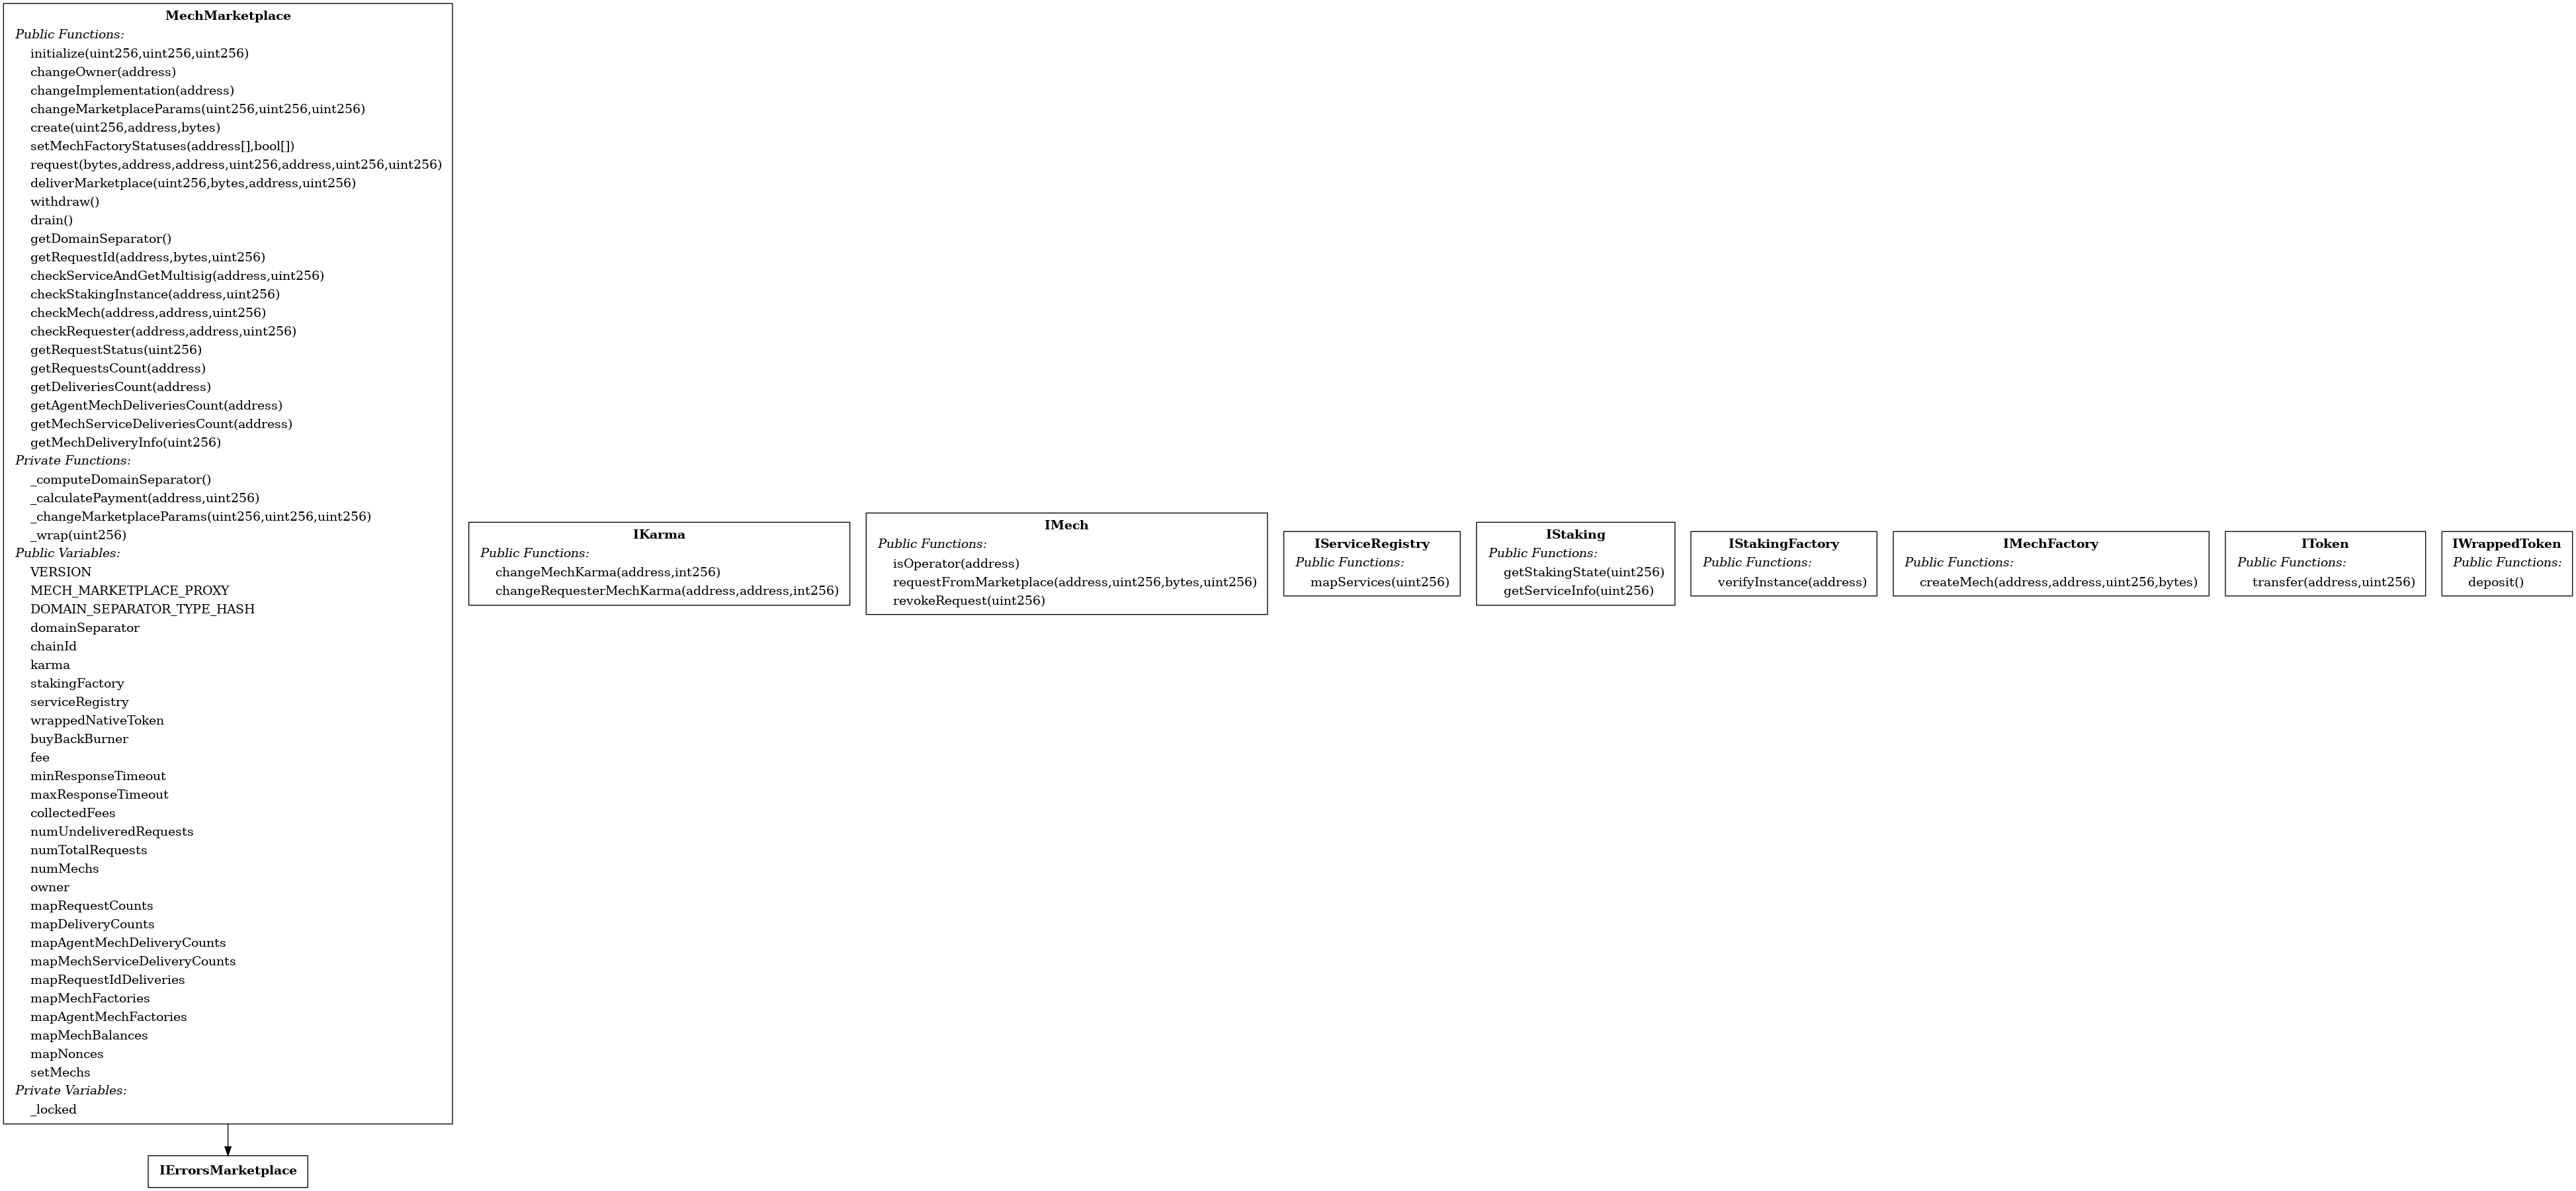 MechMarketplace
Public Functions:
initialize(uint256,uint256,uint256)
changeOwner(address)
changeImplementation(address)
changeMarketplaceParams(uint256,uint256,uint256)
create(uint256,address,bytes)
setMechFactoryStatuses(address[],bool[])
request(bytes,address,address,uint256,address,uint256,uint256)
deliverMarketplace(uint256,bytes,address,uint256)
withdraw()
drain()
getDomainSeparator()
getRequestId(address,bytes,uint256)
checkServiceAndGetMultisig(address,uint256)
checkStakingInstance(address,uint256)
checkMech(address,address,uint256)
checkRequester(address,address,uint256)
getRequestStatus(uint256)
getRequestsCount(address)
getDeliveriesCount(address)
getAgentMechDeliveriesCount(address)
getMechServiceDeliveriesCount(address)
getMechDeliveryInfo(uint256)
Private Functions:
_computeDomainSeparator()
_calculatePayment(address,uint256)
_changeMarketplaceParams(uint256,uint256,uint256)
_wrap(uint256)
Public Variables:
VERSION
MECH_MARKETPLACE_PROXY
DOMAIN_SEPARATOR_TYPE_HASH
domainSeparator
chainId
karma
stakingFactory
serviceRegistry
wrappedNativeToken
buyBackBurner
fee
minResponseTimeout
maxResponseTimeout
collectedFees
numUndeliveredRequests
numTotalRequests
numMechs
owner
mapRequestCounts
mapDeliveryCounts
mapAgentMechDeliveryCounts
mapMechServiceDeliveryCounts
mapRequestIdDeliveries
mapMechFactories
mapAgentMechFactories
mapMechBalances
mapNonces
setMechs
Private Variables:
_locked
IErrorsMarketplace
IKarma
Public Functions:
changeMechKarma(address,int256)
changeRequesterMechKarma(address,address,int256)
IMech
Public Functions:
isOperator(address)
requestFromMarketplace(address,uint256,bytes,uint256)
revokeRequest(uint256)
IServiceRegistry
Public Functions:
mapServices(uint256)
IStaking
Public Functions:
getStakingState(uint256)
getServiceInfo(uint256)
IStakingFactory
Public Functions:
verifyInstance(address)
IMechFactory
Public Functions:
createMech(address,address,uint256,bytes)
IToken
Public Functions:
transfer(address,uint256)
IWrappedToken
Public Functions:
deposit()